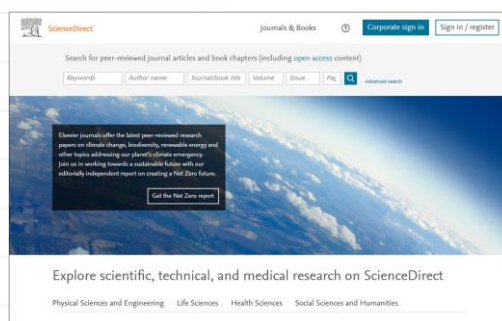 ScienceDirect
Journals & Books
Corporate sign in
Sign in / register
Search for peer-reviewed journal articles and book chapters (including open access content)
Keywords
Author name
Journal/book title
Volume
Issue
Pag
Advanced search
Elsevier journals offer the latest peer-reviewed research
papers on climate change, biodiversity, renewable energy and
other topics addressing our planet's climate emergency.
Join us in working towards a sustainable future with our
editorially independent report on creating a Net Zero future.
Get the Net Zero report
Explore scientific, technical, and medical research on ScienceDirect
Physical Sciences and Engineering
Life Sciences
Health Sciences
Social Sciences and Humanities